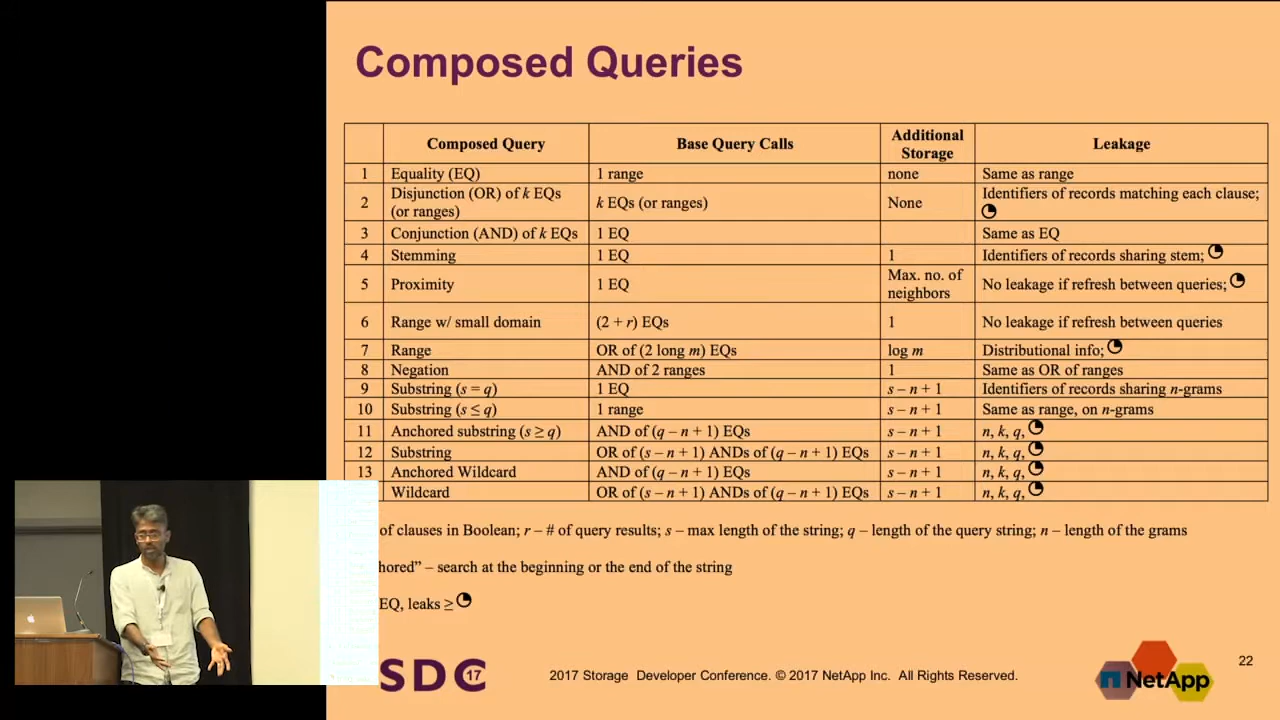 Composed Queries
Composed Query Base Query Calls Additional Storage Leakage
1 Equality (EQ) 1 range none Same as range
2 Disjunction (OR) of k EQs (or ranges) k EQs (or ranges) None Identifiers of records matching each clause;
3 Conjunction (AND) of k EQs 1 EQ Same as EQ
4 Stemming 1 EQ 1 Identifiers of records sharing stem;
5 Proximity 1 EQ Max. no. of neighbors No leakage if refresh between queries;
6 Range w/ small domain (2 + r) EQs 1 No leakage if refresh between queries
7 Range OR of (2 long m) EQs log m Distributional info;
8 Negation AND of 2 ranges 1 Same as OR of ranges
9 Substring (s = q) 1 EQ s – n + 1 Identifiers of records sharing n-grams
10 Substring (s ≤ q) 1 range s – n + 1 Same as range, on n-grams
11 Anchored substring (s ≥ q) AND of (q – n + 1) EQs s – n + 1 n, k, q,
12 Substring OR of (s – n + 1) ANDs of (q – n + 1) EQs s – n + 1 n, k, q,
13 Anchored Wildcard AND of (q – n + 1) EQs s – n + 1 n, k, q,
Wildcard OR of (s – n + 1) ANDs of (q – n + 1) EQs s – n + 1 n, k, q,
of clauses in Boolean; r – # of query results; s – max length of the string; q – length of the query string; n – length of the grams
hored” – search at the beginning or the end of the string
EQ, leaks ≥
SDC 17
2017 Storage Developer Conference. © 2017 NetApp Inc. All Rights Reserved.
NetApp
22